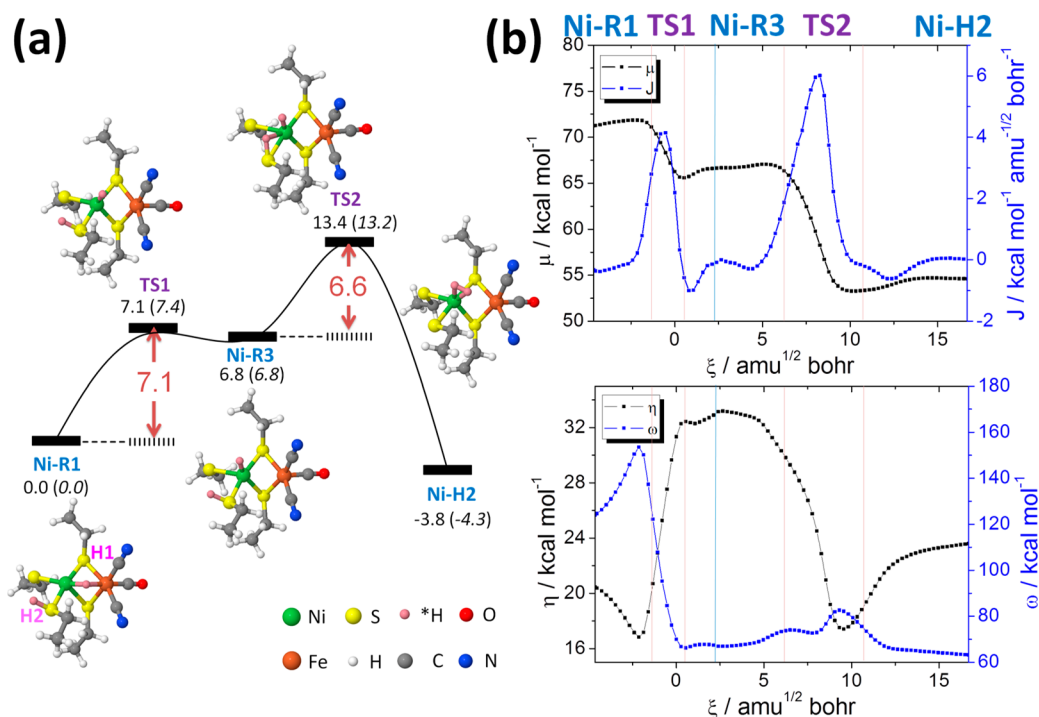 (a)
TS2
13.4 (13.2)
TS1
7.1 (7.4)
6.6
Ni-R3
6.8 (6.8)
7.1
Ni-R1
0.0 (0.0)
Ni-H2
-3.8 (-4.3)
H1
H2
Ni S *H O
Fe H C N
(b)
Ni-R1 TS1 Ni-R3 TS2 Ni-H2
80
75
70
65
60
55
50
μ / kcal mol⁻¹
μ
J
6
4
2
0
-2
J / kcal mol⁻¹ amu⁻¹/² bohr⁻¹
0 5 10 15
ξ / amu¹/² bohr
32
28
24
20
16
η / kcal mol⁻¹
η
ω
180
160
140
120
100
80
60
ω / kcal mol⁻¹
0 5 10 15
ξ / amu¹/² bohr